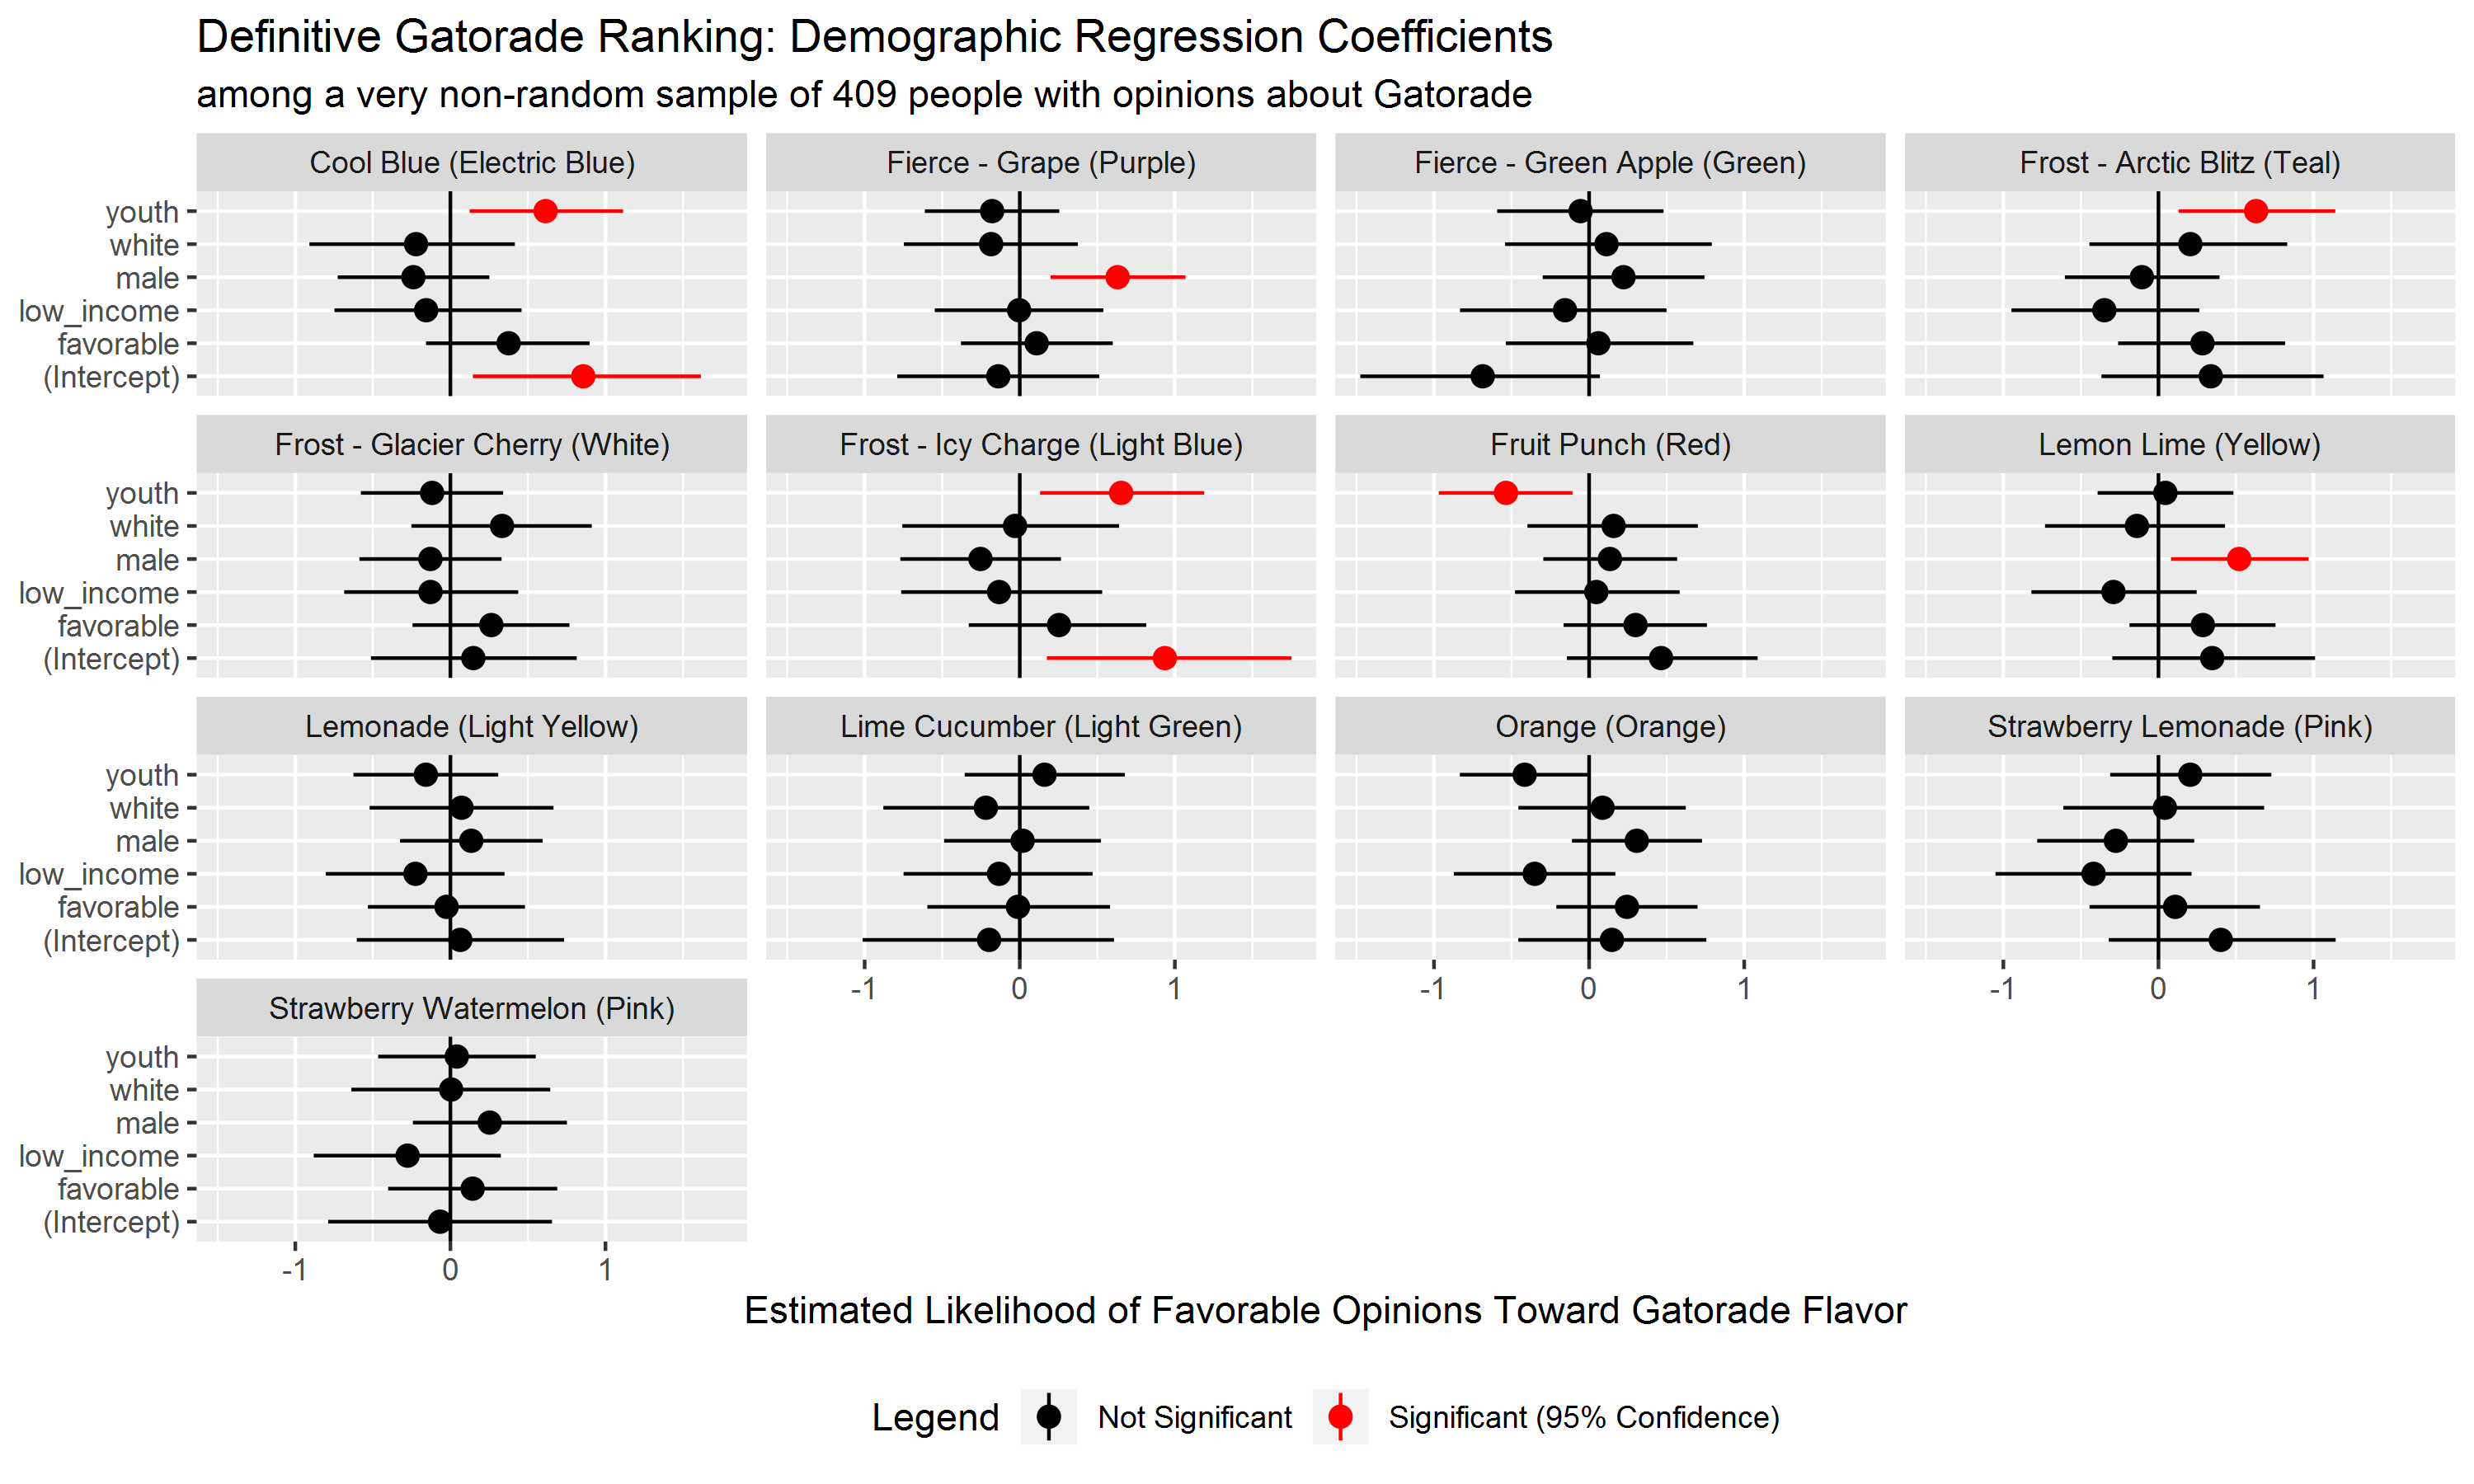 Definitive Gatorade Ranking: Demographic Regression Coefficients
among a very non-random sample of 409 people with opinions about Gatorade
Cool Blue (Electric Blue)
Fierce - Grape (Purple)
Fierce - Green Apple (Green)
Frost - Arctic Blitz (Teal)
youth
white
male
low_income
favorable
(Intercept)
Frost - Glacier Cherry (White)
Frost - Icy Charge (Light Blue)
Fruit Punch (Red)
Lemon Lime (Yellow)
youth
white
male
low_income
favorable
(Intercept)
Lemonade (Light Yellow)
Lime Cucumber (Light Green)
Orange (Orange)
Strawberry Lemonade (Pink)
youth
white
male
low_income
favorable
(Intercept)
-1 0 1
-1 0 1
-1 0 1
Strawberry Watermelon (Pink)
youth
white
male
low_income
favorable
(Intercept)
-1 0 1
Estimated Likelihood of Favorable Opinions Toward Gatorade Flavor
Legend Not Significant Significant (95% Confidence)